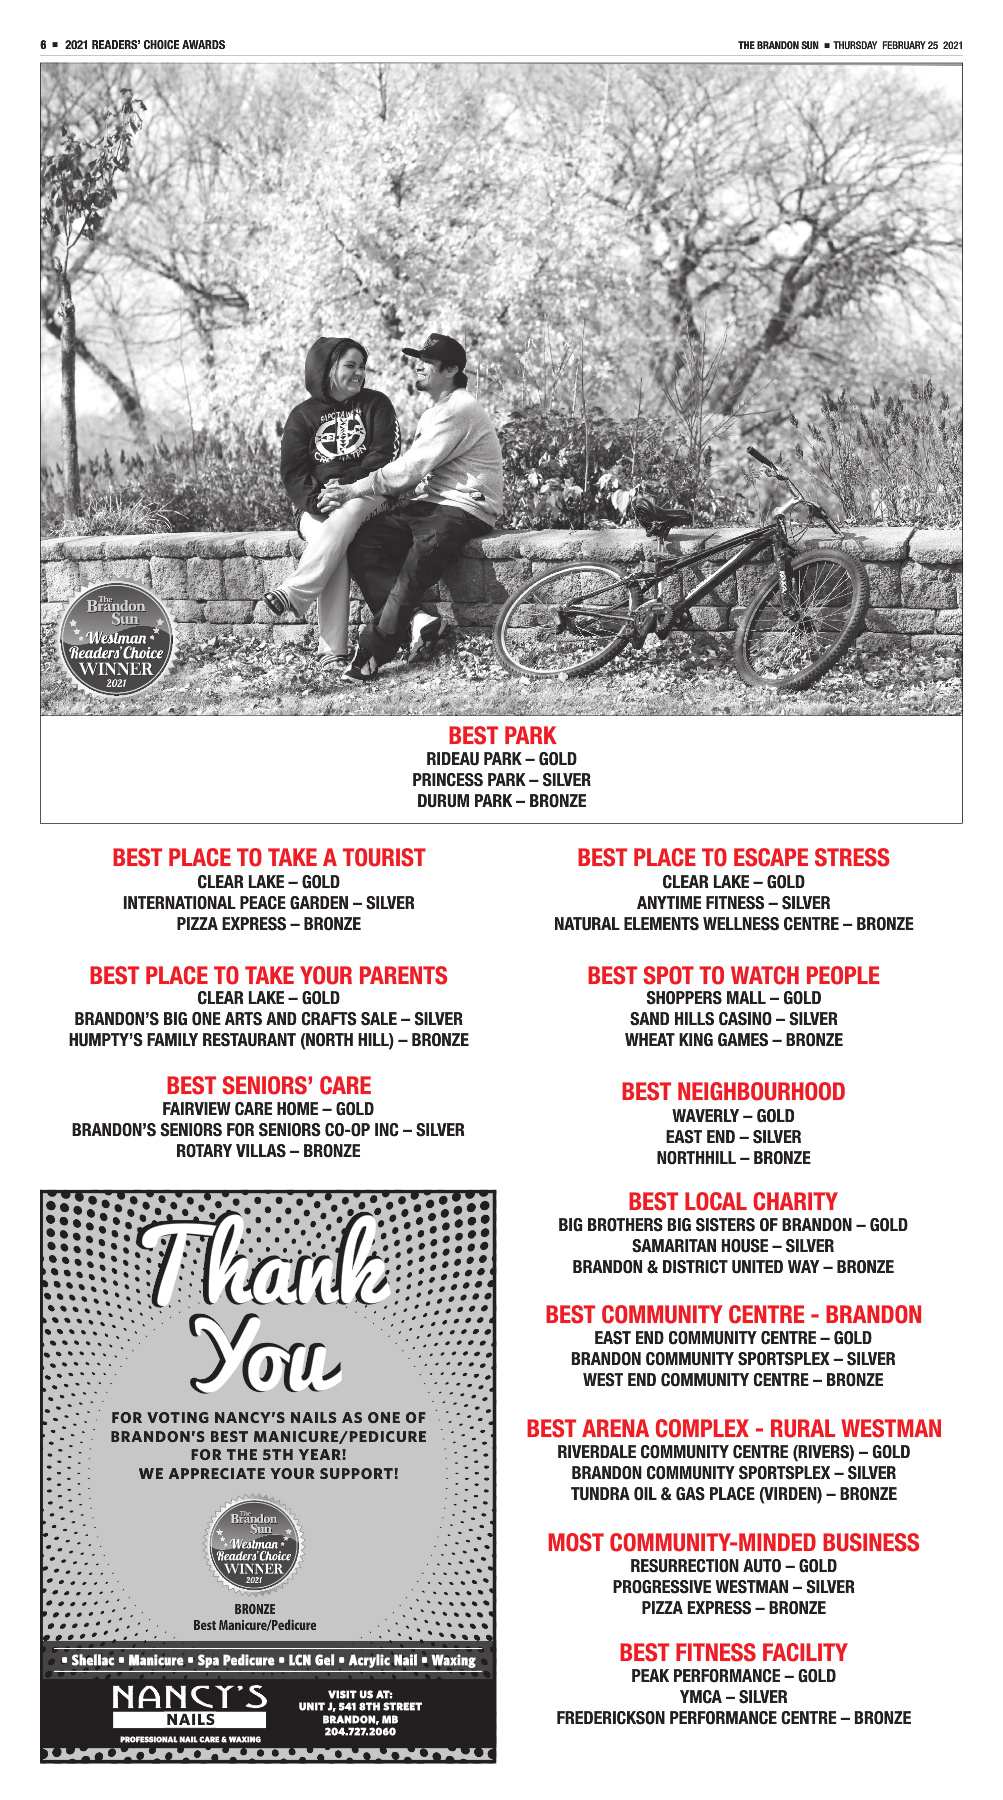 6 ■ 2021 READERS' CHOICE AWARDS
THE BRANDON SUN ■ THURSDAY FEBRUARY 25 2021
The
Brandon
Sun
Westman
Readers' Choice
WINNER
2021
BEST PARK
RIDEAU PARK – GOLD
PRINCESS PARK – SILVER
DURUM PARK – BRONZE
BEST PLACE TO TAKE A TOURIST
CLEAR LAKE – GOLD
INTERNATIONAL PEACE GARDEN – SILVER
PIZZA EXPRESS – BRONZE
BEST PLACE TO TAKE YOUR PARENTS
CLEAR LAKE – GOLD
BRANDON'S BIG ONE ARTS AND CRAFTS SALE – SILVER
HUMPTY'S FAMILY RESTAURANT (NORTH HILL) – BRONZE
BEST SENIORS' CARE
FAIRVIEW CARE HOME – GOLD
BRANDON'S SENIORS FOR SENIORS CO-OP INC – SILVER
ROTARY VILLAS – BRONZE
Thank
You
FOR VOTING NANCY'S NAILS AS ONE OF
BRANDON'S BEST MANICURE/PEDICURE
FOR THE 5TH YEAR!
WE APPRECIATE YOUR SUPPORT!
The
Brandon
Sun
Westman
Readers' Choice
WINNER
2021
BRONZE
Best Manicure/Pedicure
▪ Shellac ▪ Manicure ▪ Spa Pedicure ▪ LCN Gel ▪ Acrylic Nail ▪ Waxing
NANCY'S
NAILS
PROFESSIONAL NAIL CARE & WAXING
VISIT US AT:
UNIT J, 541 8TH STREET
BRANDON, MB
204.727.2060
BEST PLACE TO ESCAPE STRESS
CLEAR LAKE – GOLD
ANYTIME FITNESS – SILVER
NATURAL ELEMENTS WELLNESS CENTRE – BRONZE
BEST SPOT TO WATCH PEOPLE
SHOPPERS MALL – GOLD
SAND HILLS CASINO – SILVER
WHEAT KING GAMES – BRONZE
BEST NEIGHBOURHOOD
WAVERLY – GOLD
EAST END – SILVER
NORTHHILL – BRONZE
BEST LOCAL CHARITY
BIG BROTHERS BIG SISTERS OF BRANDON – GOLD
SAMARITAN HOUSE – SILVER
BRANDON & DISTRICT UNITED WAY – BRONZE
BEST COMMUNITY CENTRE - BRANDON
EAST END COMMUNITY CENTRE – GOLD
BRANDON COMMUNITY SPORTSPLEX – SILVER
WEST END COMMUNITY CENTRE – BRONZE
BEST ARENA COMPLEX - RURAL WESTMAN
RIVERDALE COMMUNITY CENTRE (RIVERS) – GOLD
BRANDON COMMUNITY SPORTSPLEX – SILVER
TUNDRA OIL & GAS PLACE (VIRDEN) – BRONZE
MOST COMMUNITY-MINDED BUSINESS
RESURRECTION AUTO – GOLD
PROGRESSIVE WESTMAN – SILVER
PIZZA EXPRESS – BRONZE
BEST FITNESS FACILITY
PEAK PERFORMANCE – GOLD
YMCA – SILVER
FREDERICKSON PERFORMANCE CENTRE – BRONZE